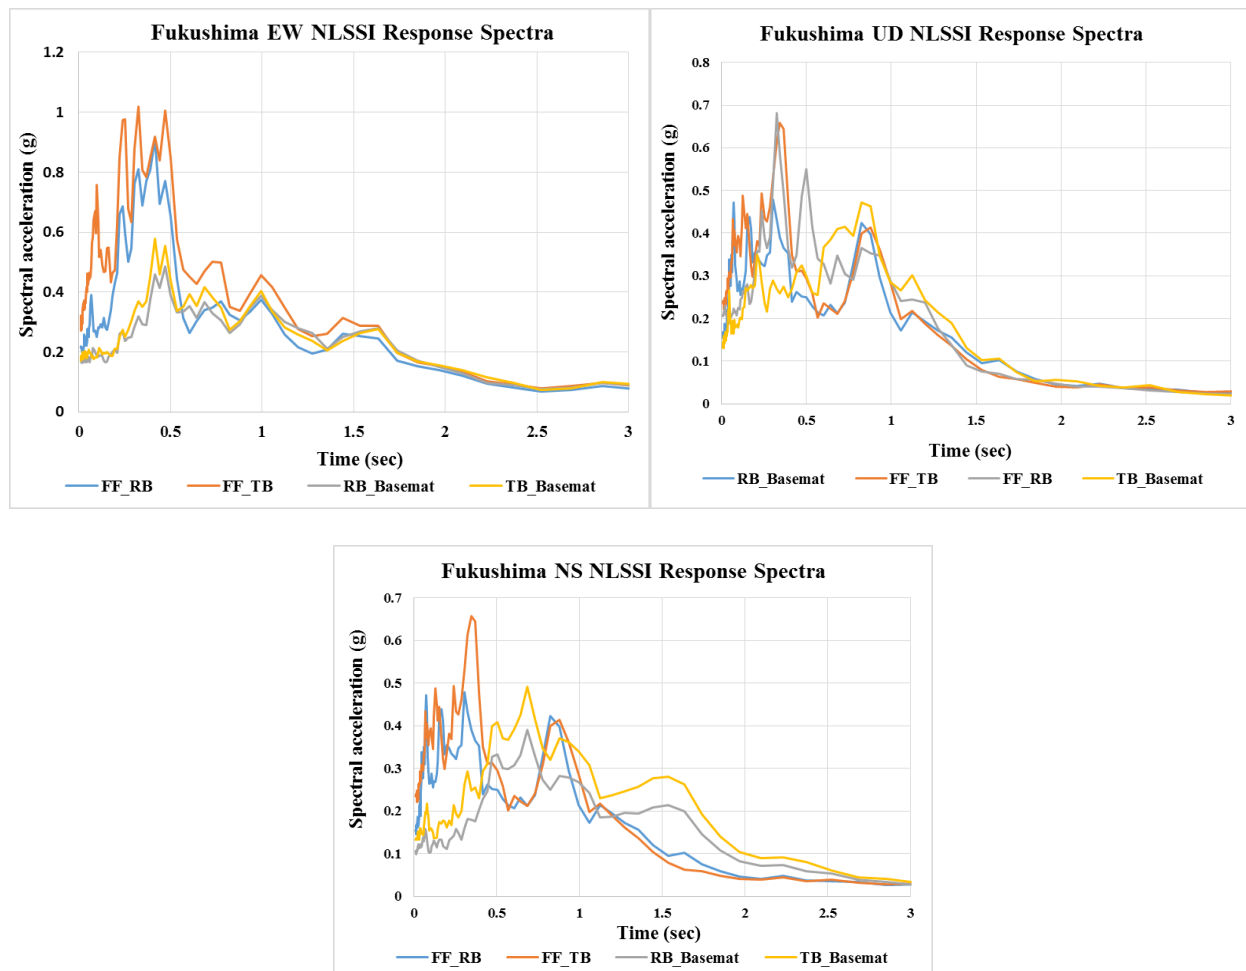 Fukushima EW NLSSI Response Spectra
Spectral acceleration (g)
1.2
1
0.8
0.6
0.4
0.2
0
0 0.5 1 1.5 2 2.5 3
Time (sec)
FF_RB FF_TB RB_Basemat TB_Basemat
Fukushima UD NLSSI Response Spectra
Spectral acceleration (g)
0.8
0.7
0.6
0.5
0.4
0.3
0.2
0.1
0
0 0.5 1 1.5 2 2.5 3
Time (sec)
RB_Basemat FF_TB FF_RB TB_Basemat
Fukushima NS NLSSI Response Spectra
Spectral acceleration (g)
0.7
0.6
0.5
0.4
0.3
0.2
0.1
0
0 0.5 1 1.5 2 2.5 3
Time (sec)
FF_RB FF_TB RB_Basemat TB_Basemat